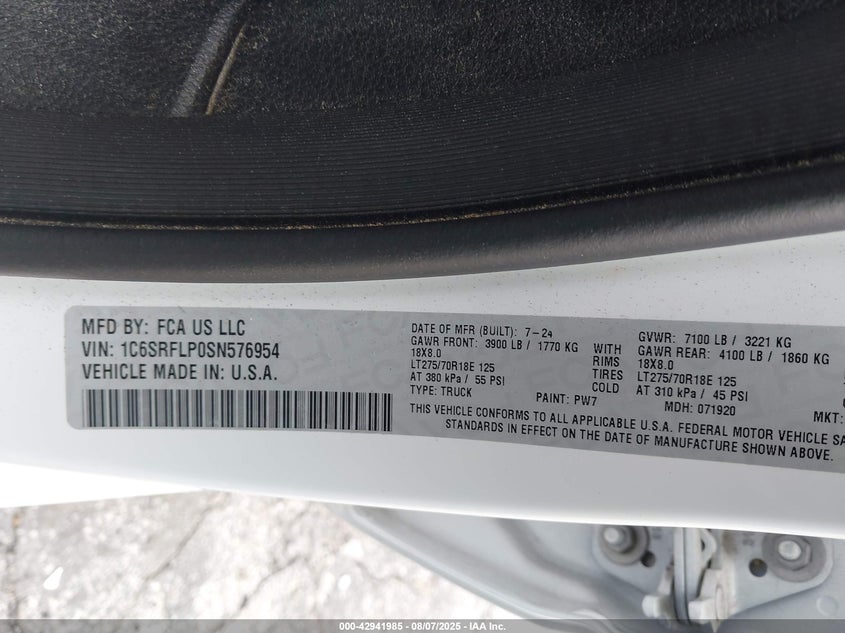 MFD BY: FCA US LLC
VIN: 1C6SRFLP0SN576954
VEHICLE MADE IN: U.S.A.
DATE OF MFR (BUILT): 7-24 GVWR: 7100 LB / 3221 KG
GAWR FRONT: 3900 LB / 1770 KG WITH GAWR REAR: 4100 LB / 1860 KG
18X8.0 RIMS 18X8.0
LT275/70R18E 125 TIRES LT275/70R18E 125
AT 380 kPa / 55 PSI COLD AT 310 kPa / 45 PSI
TYPE: TRUCK PAINT: PW7 MDH: 071920 MKT:
THIS VEHICLE CONFORMS TO ALL APPLICABLE U.S.A. FEDERAL MOTOR VEHICLE SA
STANDARDS IN EFFECT ON THE DATE OF MANUFACTURE SHOWN ABOVE.
000-42941985 - 08/07/2025 - IAA Inc.